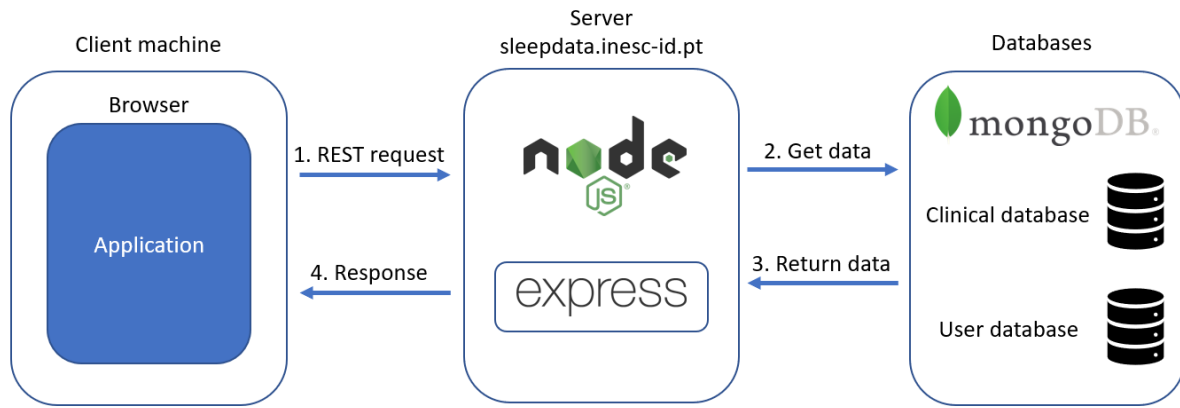 Client machine
Browser
Application
1. REST request
4. Response
Server
sleepdata.inesc-id.pt
node
JS®
express
2. Get data
3. Return data
Databases
mongoDB®
Clinical database
User database